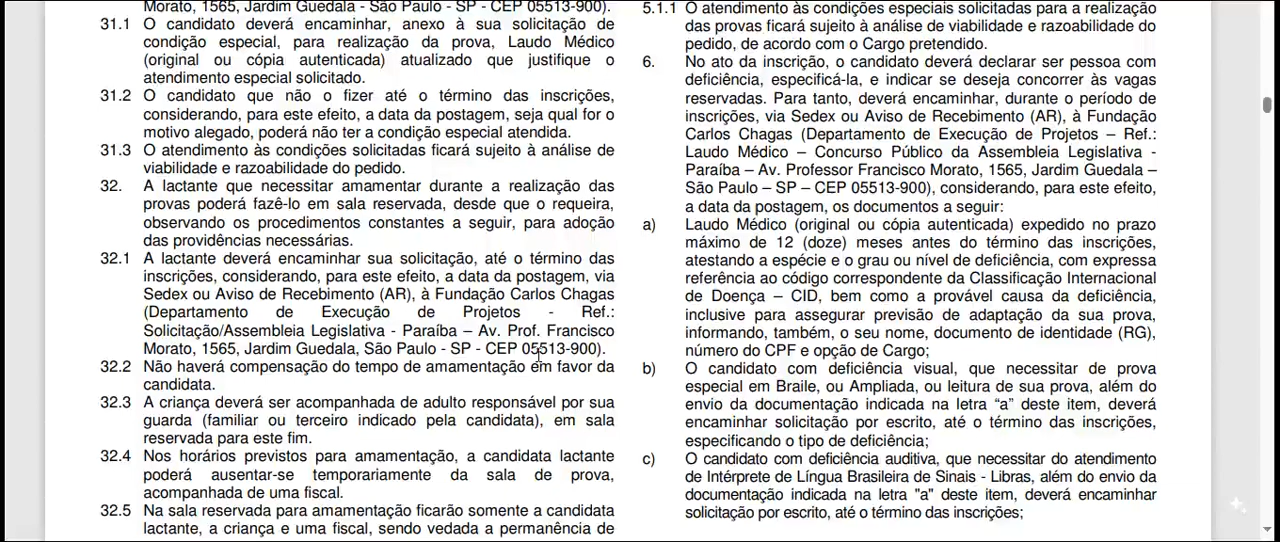 Morato, 1565, Jardim Guedala - São Paulo - SP - CEP 05513-900).
31.1 O candidato deverá encaminhar, anexo à sua solicitação de
condição especial, para realização da prova, Laudo Médico
(original ou cópia autenticada) atualizado que justifique o
atendimento especial solicitado.
31.2 O candidato que não o fizer até o término das inscrições,
considerando, para este efeito, a data da postagem, seja qual for o
motivo alegado, poderá não ter a condição especial atendida.
31.3 O atendimento às condições solicitadas ficará sujeito à análise de
viabilidade e razoabilidade do pedido.
32. A lactante que necessitar amamentar durante a realização das
provas poderá fazê-lo em sala reservada, desde que o requeira,
observando os procedimentos constantes a seguir, para adoção
das providências necessárias.
32.1 A lactante deverá encaminhar sua solicitação, até o término das
inscrições, considerando, para este efeito, a data da postagem, via
Sedex ou Aviso de Recebimento (AR), à Fundação Carlos Chagas
(Departamento de Execução de Projetos - Ref.:
Solicitação/Assembleia Legislativa - Paraíba – Av. Prof. Francisco
Morato, 1565, Jardim Guedala, São Paulo - SP - CEP 05513-900).
32.2 Não haverá compensação do tempo de amamentação em favor da
candidata.
32.3 A criança deverá ser acompanhada de adulto responsável por sua
guarda (familiar ou terceiro indicado pela candidata), em sala
reservada para este fim.
32.4 Nos horários previstos para amamentação, a candidata lactante
poderá ausentar-se temporariamente da sala de prova,
acompanhada de uma fiscal.
32.5 Na sala reservada para amamentação ficarão somente a candidata
lactante, a criança e uma fiscal, sendo vedada a permanência de
5.1.1 O atendimento às condições especiais solicitadas para a realização
das provas ficará sujeito à análise de viabilidade e razoabilidade do
pedido, de acordo com o Cargo pretendido.
6. No ato da inscrição, o candidato deverá declarar ser pessoa com
deficiência, especificá-la, e indicar se deseja concorrer às vagas
reservadas. Para tanto, deverá encaminhar, durante o período de
inscrições, via Sedex ou Aviso de Recebimento (AR), à Fundação
Carlos Chagas (Departamento de Execução de Projetos – Ref.:
Laudo Médico – Concurso Público da Assembleia Legislativa -
Paraíba – Av. Professor Francisco Morato, 1565, Jardim Guedala –
São Paulo – SP – CEP 05513-900), considerando, para este efeito,
a data da postagem, os documentos a seguir:
a) Laudo Médico (original ou cópia autenticada) expedido no prazo
máximo de 12 (doze) meses antes do término das inscrições,
atestando a espécie e o grau ou nível de deficiência, com expressa
referência ao código correspondente da Classificação Internacional
de Doença – CID, bem como a provável causa da deficiência,
inclusive para assegurar previsão de adaptação da sua prova,
informando, também, o seu nome, documento de identidade (RG),
número do CPF e opção de Cargo;
b) O candidato com deficiência visual, que necessitar de prova
especial em Braile, ou Ampliada, ou leitura de sua prova, além do
envio da documentação indicada na letra “a” deste item, deverá
encaminhar solicitação por escrito, até o término das inscrições,
especificando o tipo de deficiência;
c) O candidato com deficiência auditiva, que necessitar do atendimento
de Intérprete de Língua Brasileira de Sinais - Libras, além do envio da
documentação indicada na letra "a" deste item, deverá encaminhar
solicitação por escrito, até o término das inscrições;